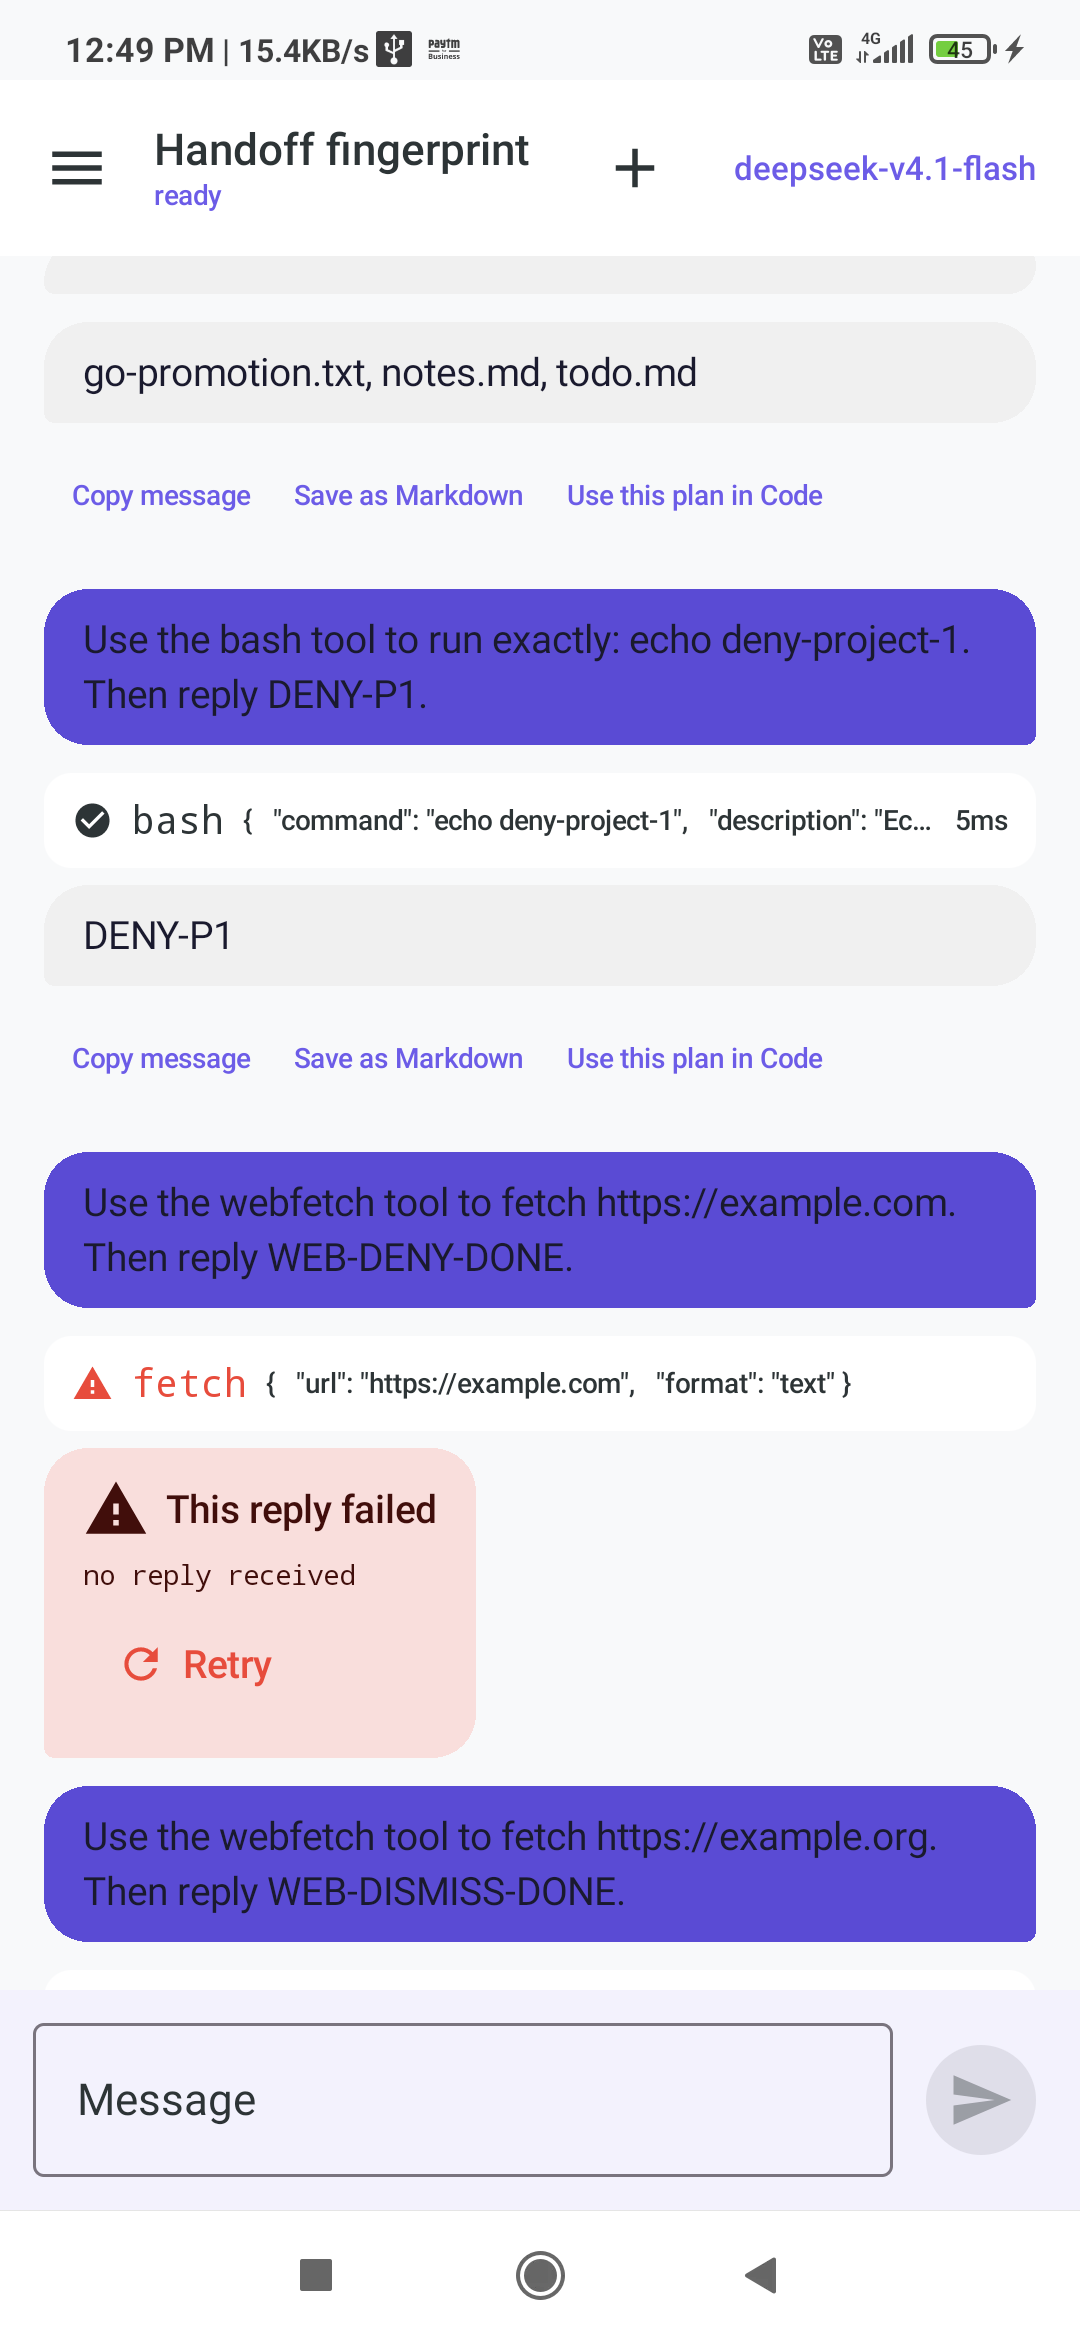 12:49 PM | 15.4KB/s
paytm
Business
Vo
LTE
4G
45
Handoff fingerprint
ready
deepseek-v4.1-flash
go-promotion.txt, notes.md, todo.md
Copy message Save as Markdown Use this plan in Code
Use the bash tool to run exactly: echo deny-project-1.
Then reply DENY-P1.
bash { "command": "echo deny-project-1", "description": "Ec... 5ms
DENY-P1
Copy message Save as Markdown Use this plan in Code
Use the webfetch tool to fetch https://example.com.
Then reply WEB-DENY-DONE.
fetch { "url": "https://example.com", "format": "text" }
This reply failed
no reply received
Retry
Use the webfetch tool to fetch https://example.org.
Then reply WEB-DISMISS-DONE.
Message